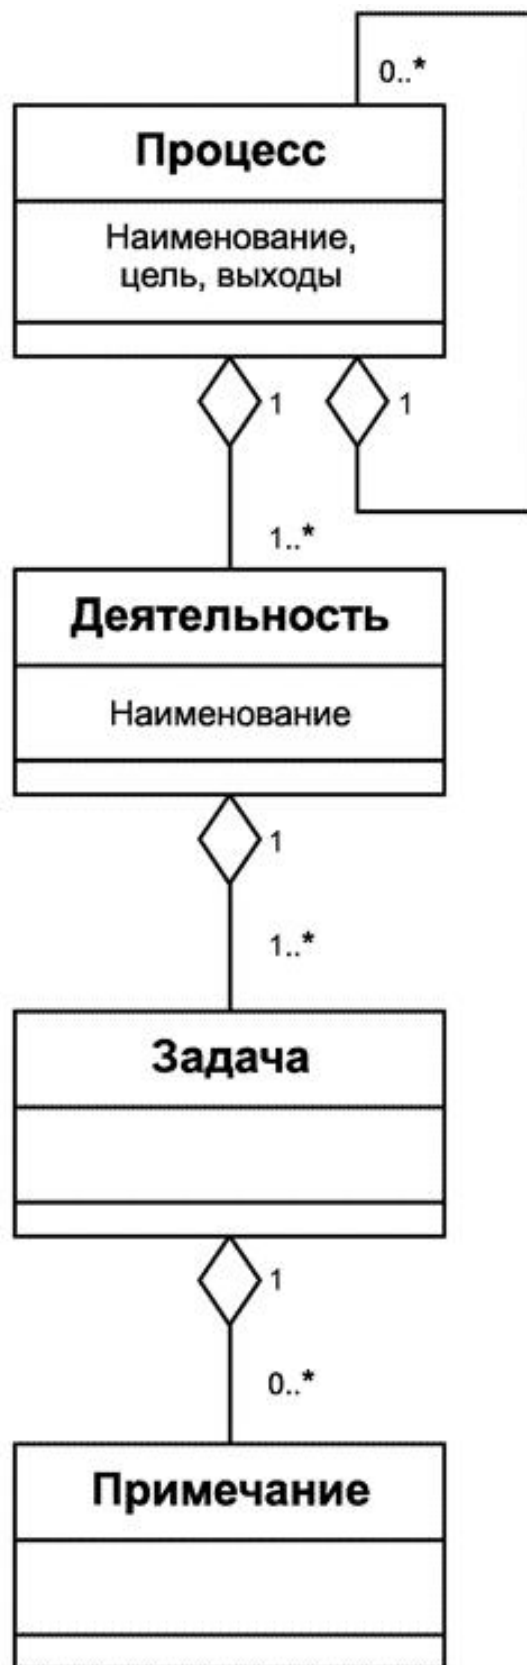 0..*
Процесс
Наименование,
цель, выходы
1
1
1..*
Деятельность
Наименование
1
1..*
Задача
1
0..*
Примечание